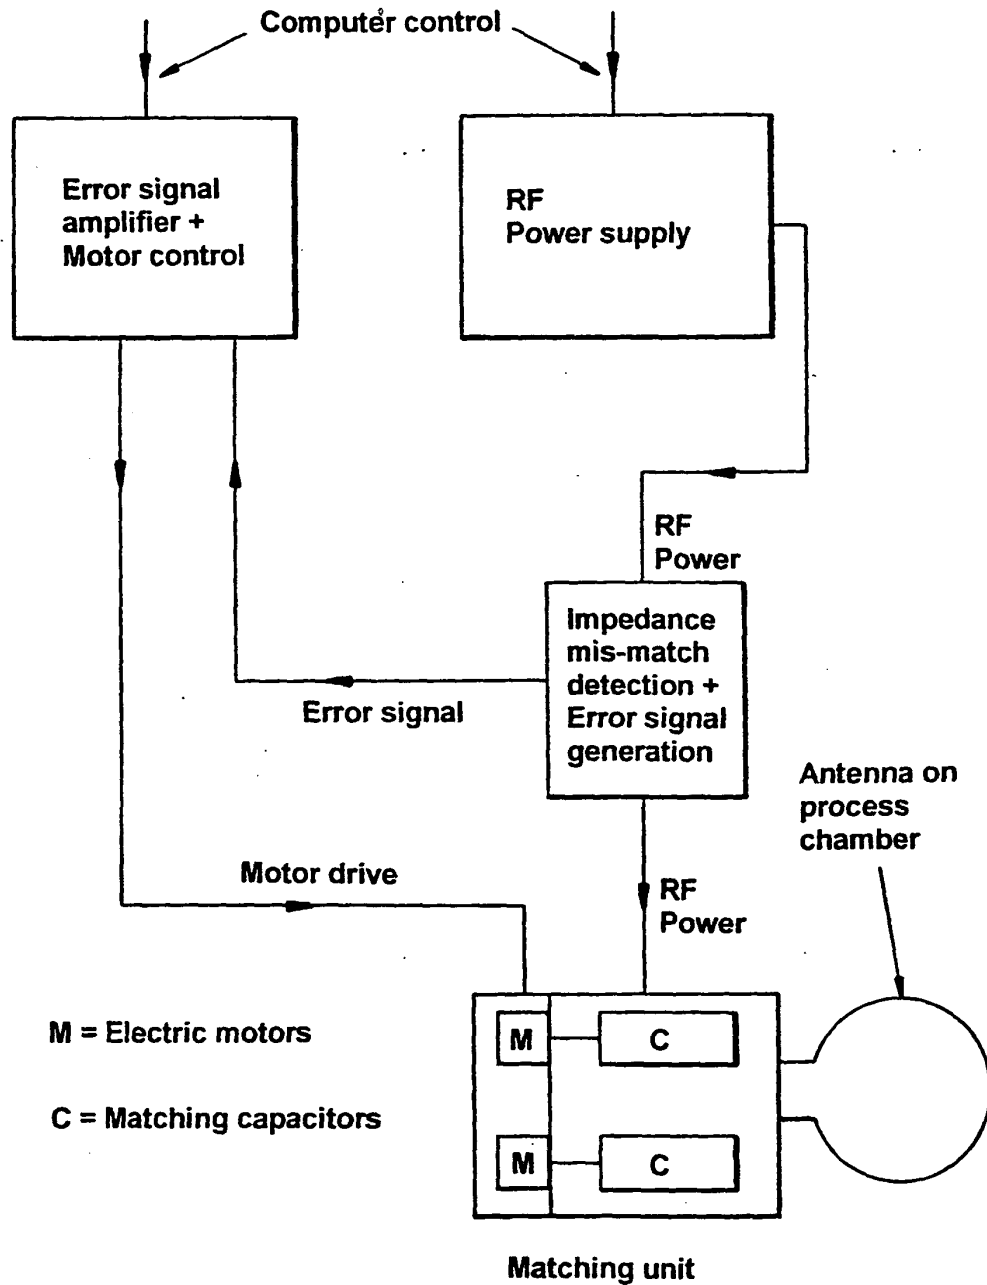 Computer control
Error signal
amplifier +
Motor control
RF
Power supply
RF
Power
Impedance
mis-match
detection +
Error signal
generation
Error signal
Antenna on
process
chamber
Motor drive
RF
Power
M = Electric motors
M
C
C = Matching capacitors
M
C
Matching unit